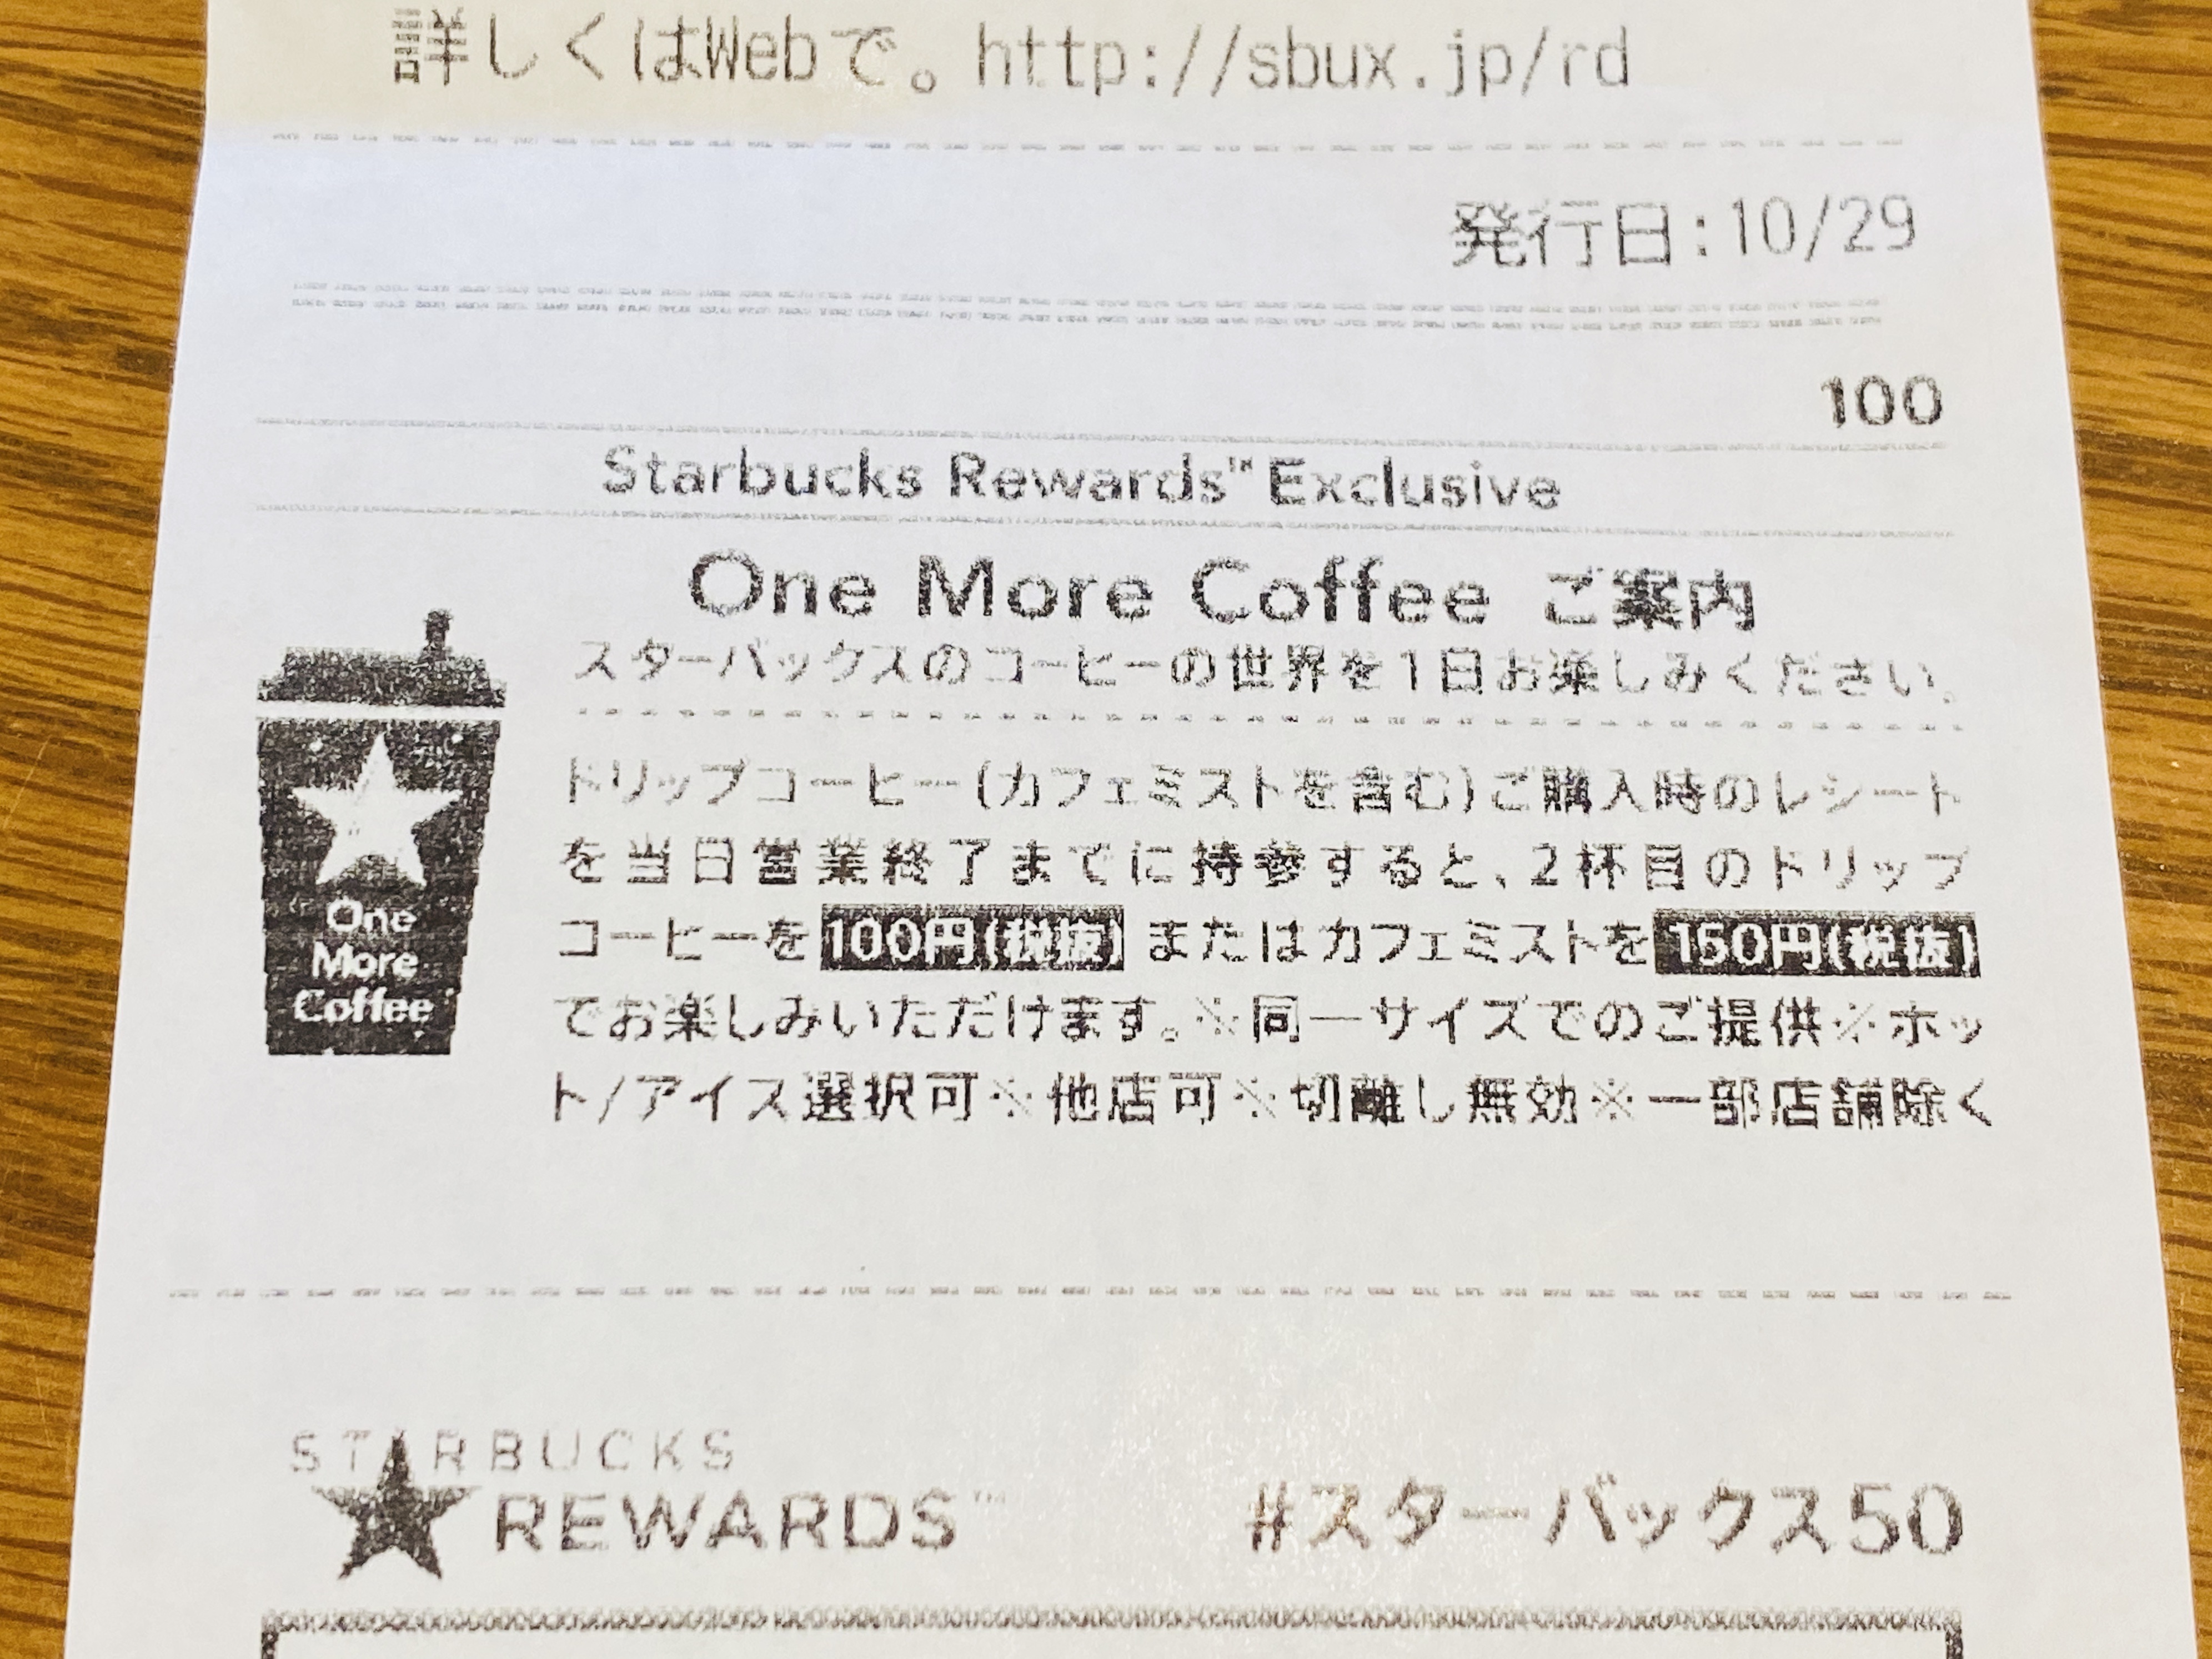 詳しくはWebで。http://sbux.jp/rd
発行日:10/29
100
Starbucks Rewards™ Exclusive
One More Coffee ご案内
スターバックスのコーヒーの世界を1日お楽しみください。
ドリップコーヒー(カフェミストを含む)ご購入時のレシート
を当日営業終了までに持参すると、2杯目のドリップ
コーヒーを100円(税抜)またはカフェミストを150円(税抜)
でお楽しみいただけます。※同一サイズでのご提供※ホッ
ト/アイス選択可※他店可※切離し無効※一部店舗除く
One
More
Coffee
STARBUCKS
REWARDS™
#スターバックス50